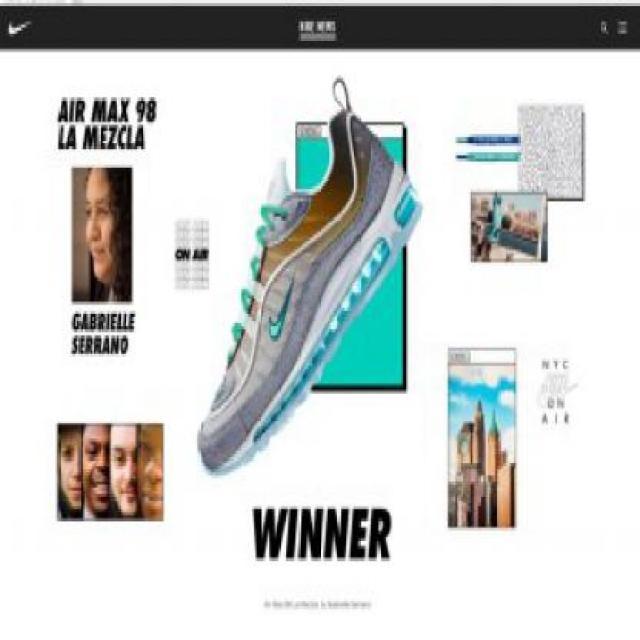 NIKE NEWS
AIR MAX 98
LA MEZCLA
ON AIR
GABRIELLE
SERRANO
NYC
ON
AIR
WINNER